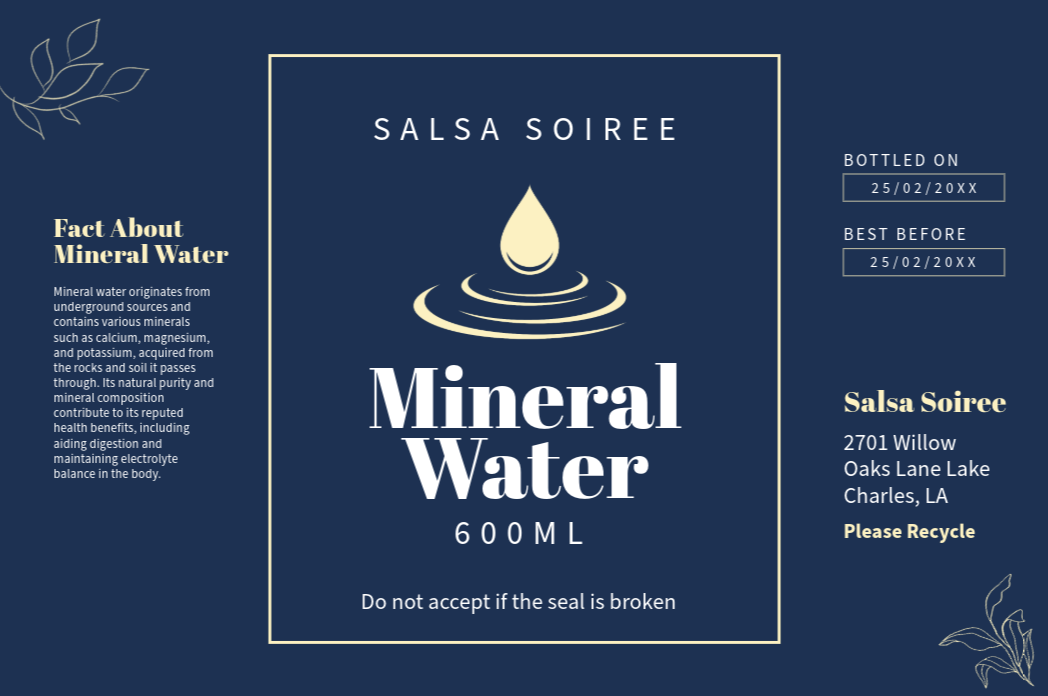 SALSA SOIREE
Mineral
Water
600ML
Do not accept if the seal is broken
Fact About
Mineral Water
Mineral water originates from
underground sources and
contains various minerals
such as calcium, magnesium,
and potassium, acquired from
the rocks and soil it passes
through. Its natural purity and
mineral composition
contribute to its reputed
health benefits, including
aiding digestion and
maintaining electrolyte
balance in the body.
BOTTLED ON
25/02/20XX
BEST BEFORE
25/02/20XX
Salsa Soiree
2701 Willow
Oaks Lane Lake
Charles, LA
Please Recycle